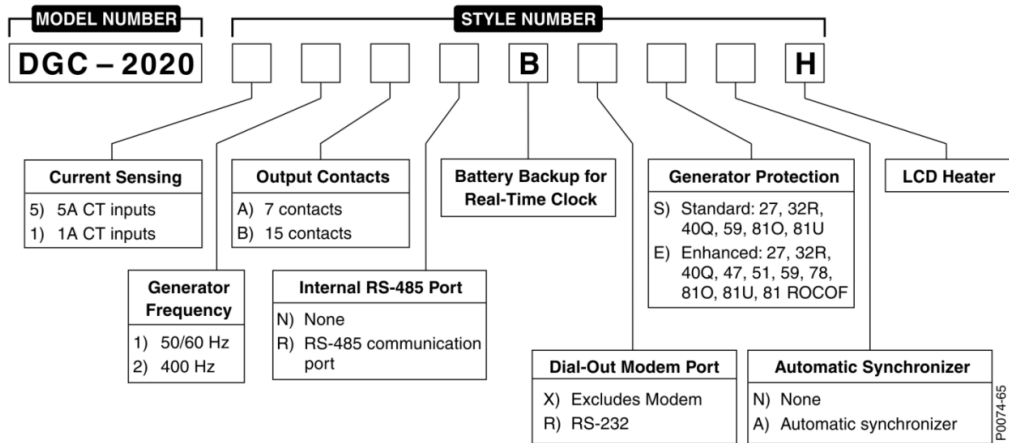 MODEL NUMBER
STYLE NUMBER
DGC – 2020
B
H
Current Sensing
5) 5A CT inputs
1) 1A CT inputs
Output Contacts
A) 7 contacts
B) 15 contacts
Battery Backup for
Real-Time Clock
Generator Protection
S) Standard: 27, 32R,
40Q, 59, 81O, 81U
E) Enhanced: 27, 32R,
40Q, 47, 51, 59, 78,
81O, 81U, 81 ROCOF
LCD Heater
Generator
Frequency
1) 50/60 Hz
2) 400 Hz
Internal RS-485 Port
N) None
R) RS-485 communication
port
Dial-Out Modem Port
X) Excludes Modem
R) RS-232
Automatic Synchronizer
N) None
A) Automatic synchronizer
P0074-65